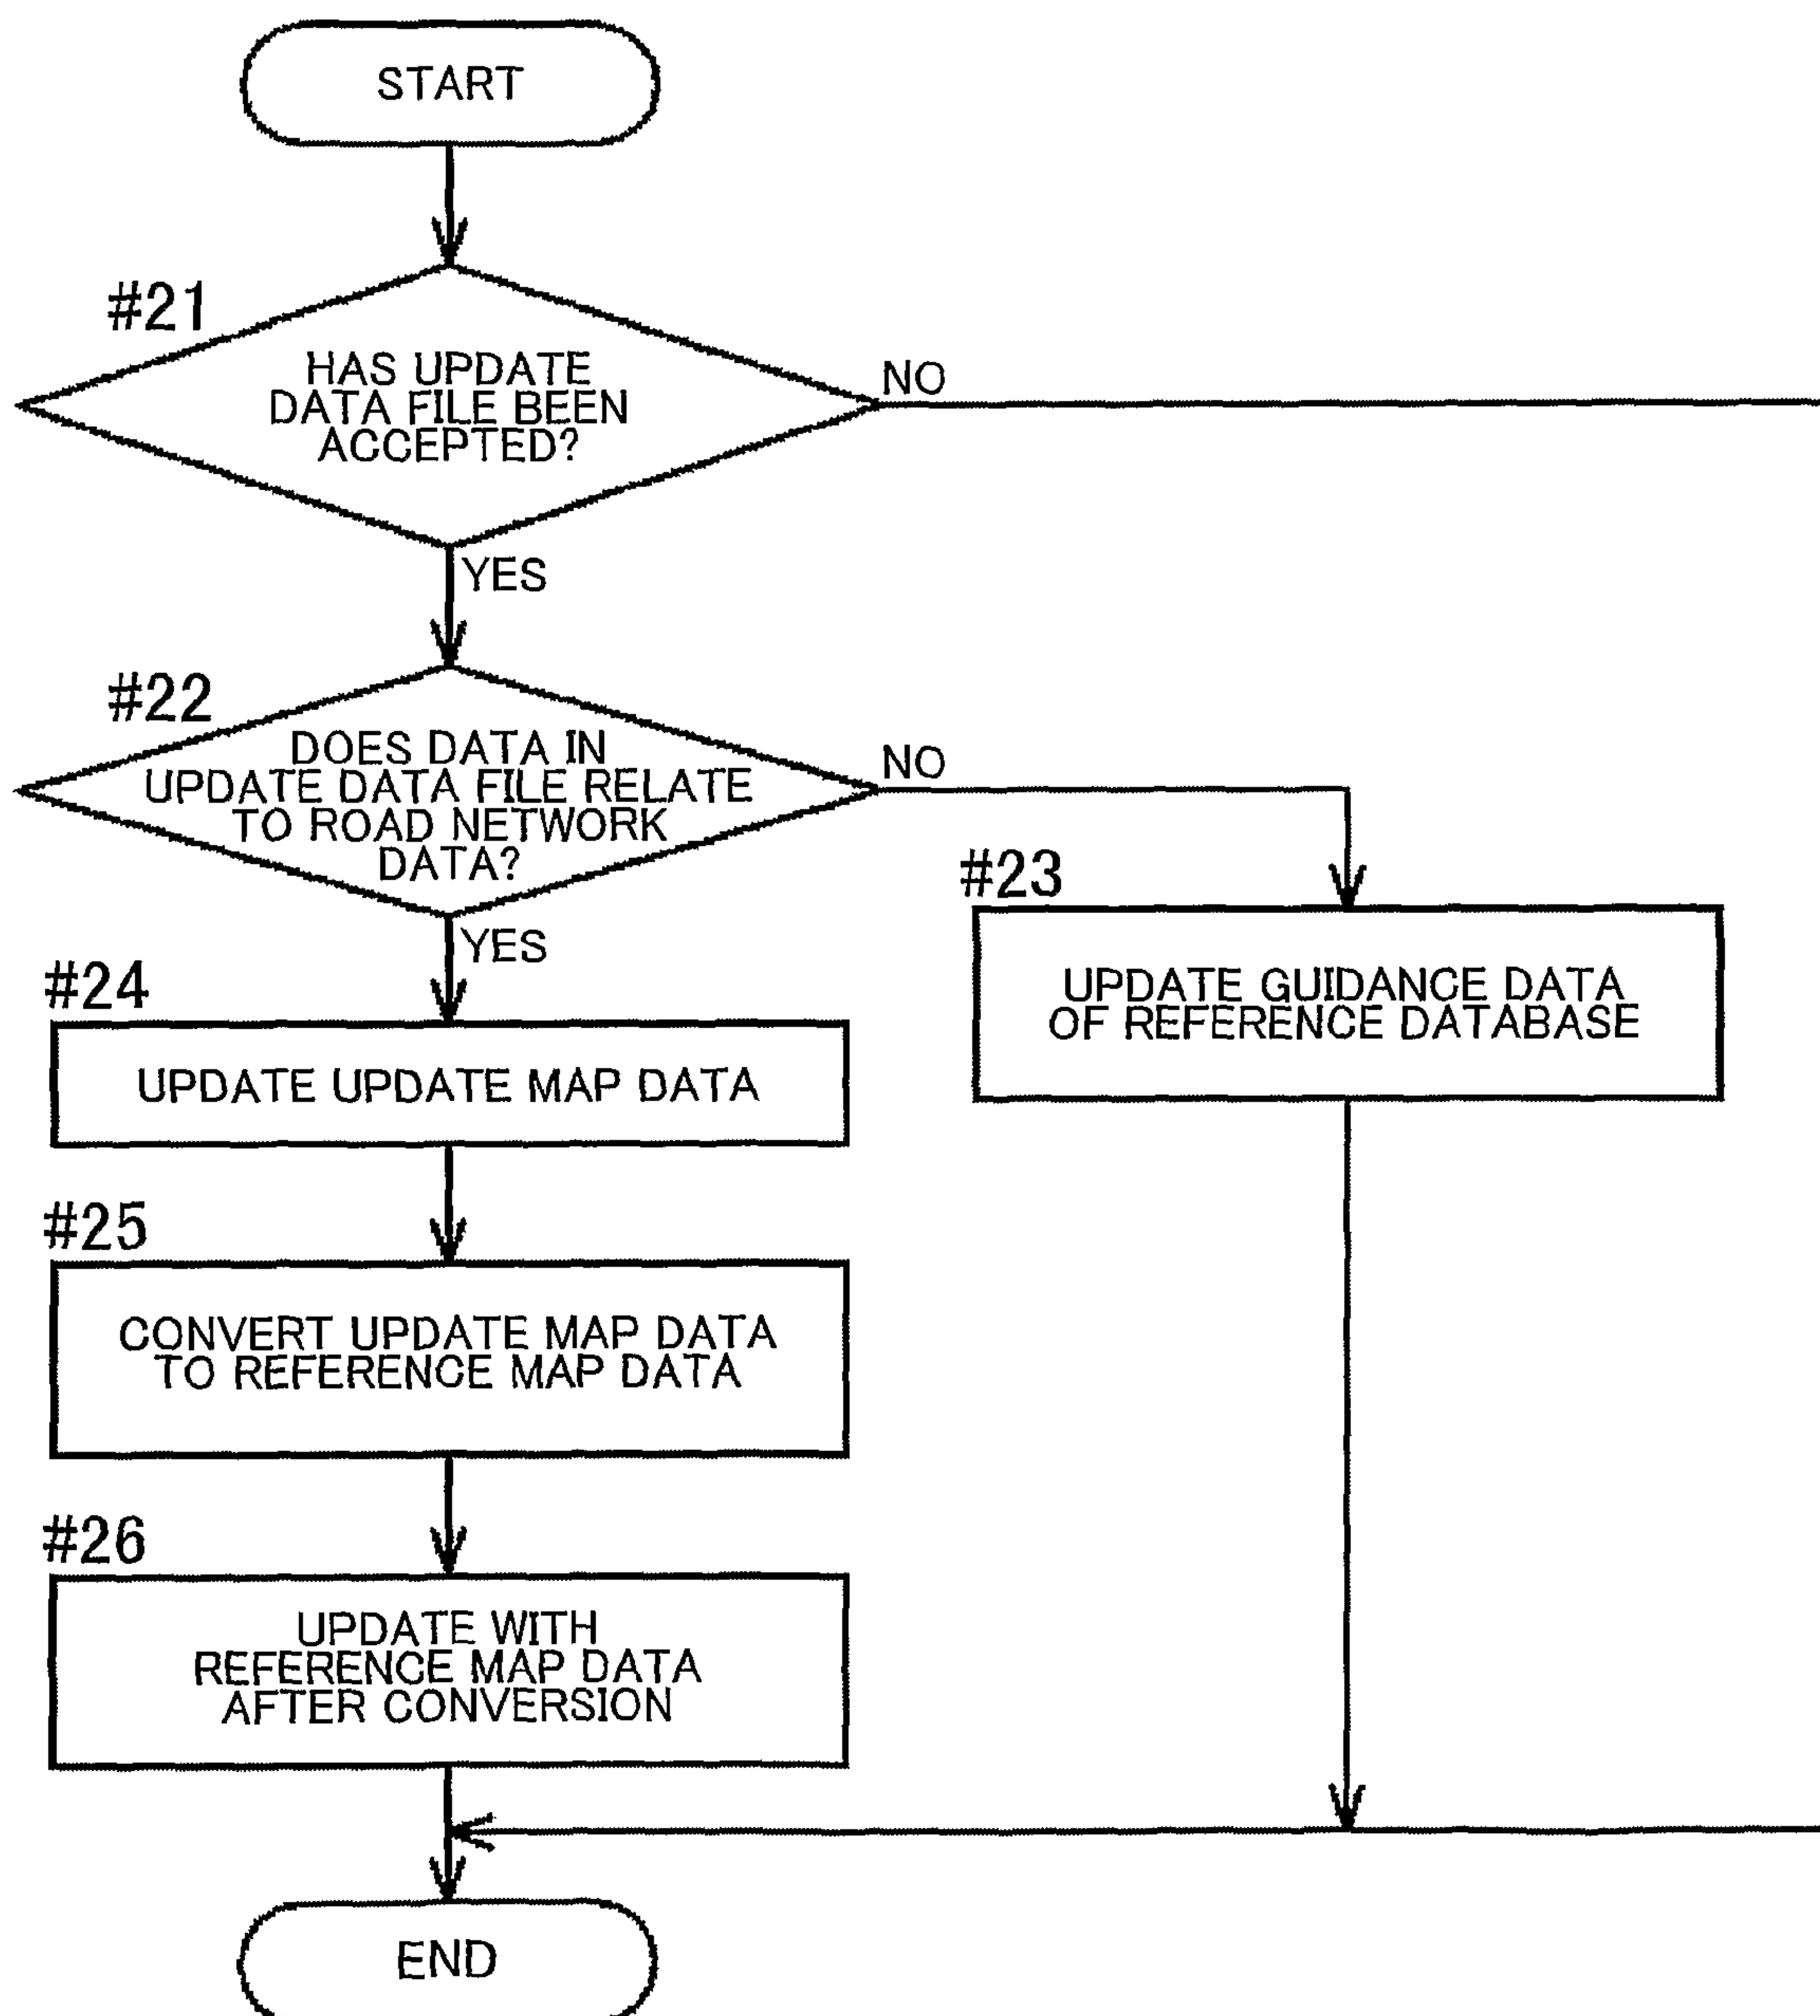 START
#21
HAS UPDATE
DATA FILE BEEN
ACCEPTED?
NO
YES
#22
DOES DATA IN
UPDATE DATA FILE RELATE
TO ROAD NETWORK
DATA?
NO
YES
#23
UPDATE GUIDANCE DATA
OF REFERENCE DATABASE
#24
UPDATE UPDATE MAP DATA
#25
CONVERT UPDATE MAP DATA
TO REFERENCE MAP DATA
#26
UPDATE WITH
REFERENCE MAP DATA
AFTER CONVERSION
END